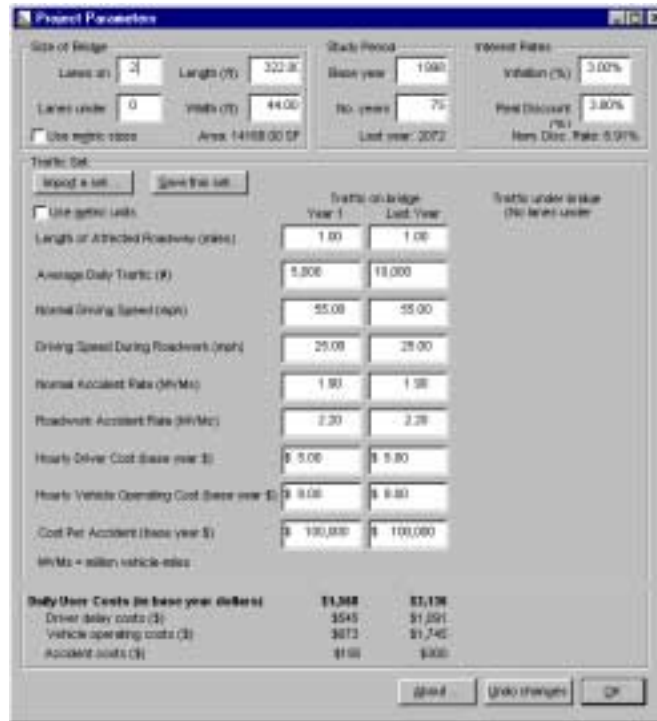 Project Parameters
Size of Bridge
Lanes on 2
Length (ft) 322.0
Lanes under 0
Width (ft) 44.00
Use metric sizes
Area: 14168.00 SF
Study Period
Base year 1998
No. years 75
Last year: 2072
Interest Rates
Inflation (%) 3.00%
Real Discount (%) 3.80%
Nom. Disc. Rate: 6.91%
Traffic Set
Import a set...
Save this set...
Use metric units
Traffic on bridge
Year 1 Last Year
Traffic under bridge
(No lanes under
Length of Affected Roadway (miles) 1.00 1.00
Average Daily Traffic (#) 5,000 10,000
Normal Driving Speed (mph) 55.00 55.00
Driving Speed During Roadwork (mph) 25.00 25.00
Normal Accident Rate (MVMs) 1.90 1.90
Roadwork Accident Rate (MVMs) 2.20 2.20
Hourly Driver Cost (base year $) $ 5.00 $ 5.00
Hourly Vehicle Operating Cost (base year $) $ 8.00 $ 8.00
Cost Per Accident (base year $) $ 100,000 $ 100,000
MVMs = million vehicle-miles
Daily User Costs (in base year dollars) $1,568 $3,136
Driver delay costs ($) $545 $1,091
Vehicle operating costs ($) $873 $1,745
Accident costs ($) $150 $300
About...
Undo changes
OK